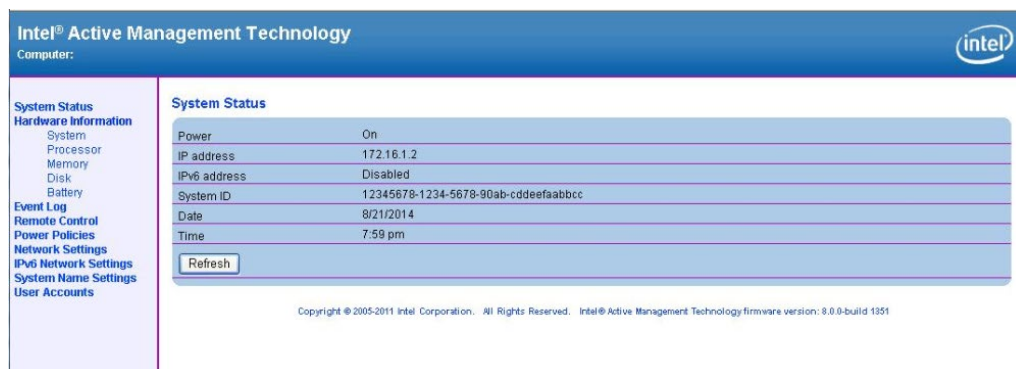 Intel® Active Management Technology
Computer:
intel
System Status
Hardware Information
System
Processor
Memory
Disk
Battery
Event Log
Remote Control
Power Policies
Network Settings
IPv6 Network Settings
System Name Settings
User Accounts
System Status
Power On
IP address 172.16.1.2
IPv6 address Disabled
System ID 12345678-1234-5678-90ab-cddeefaabbcc
Date 8/21/2014
Time 7:59 pm
Refresh
Copyright © 2005-2011 Intel Corporation. All Rights Reserved. Intel® Active Management Technology firmware version: 8.0.0-build 1351